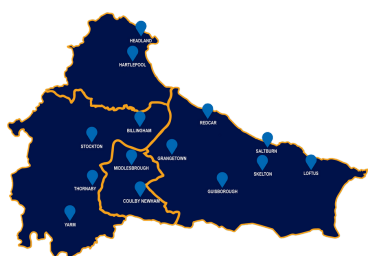 HEADLAND
HARTLEPOOL
REDCAR
BILLINGHAM
STOCKTON
GRANGETOWN
SALTBURN
MIDDLESBROUGH
SKELTON
LOFTUS
THORNABY
GUISBOROUGH
COULBY NEWHAM
YARM